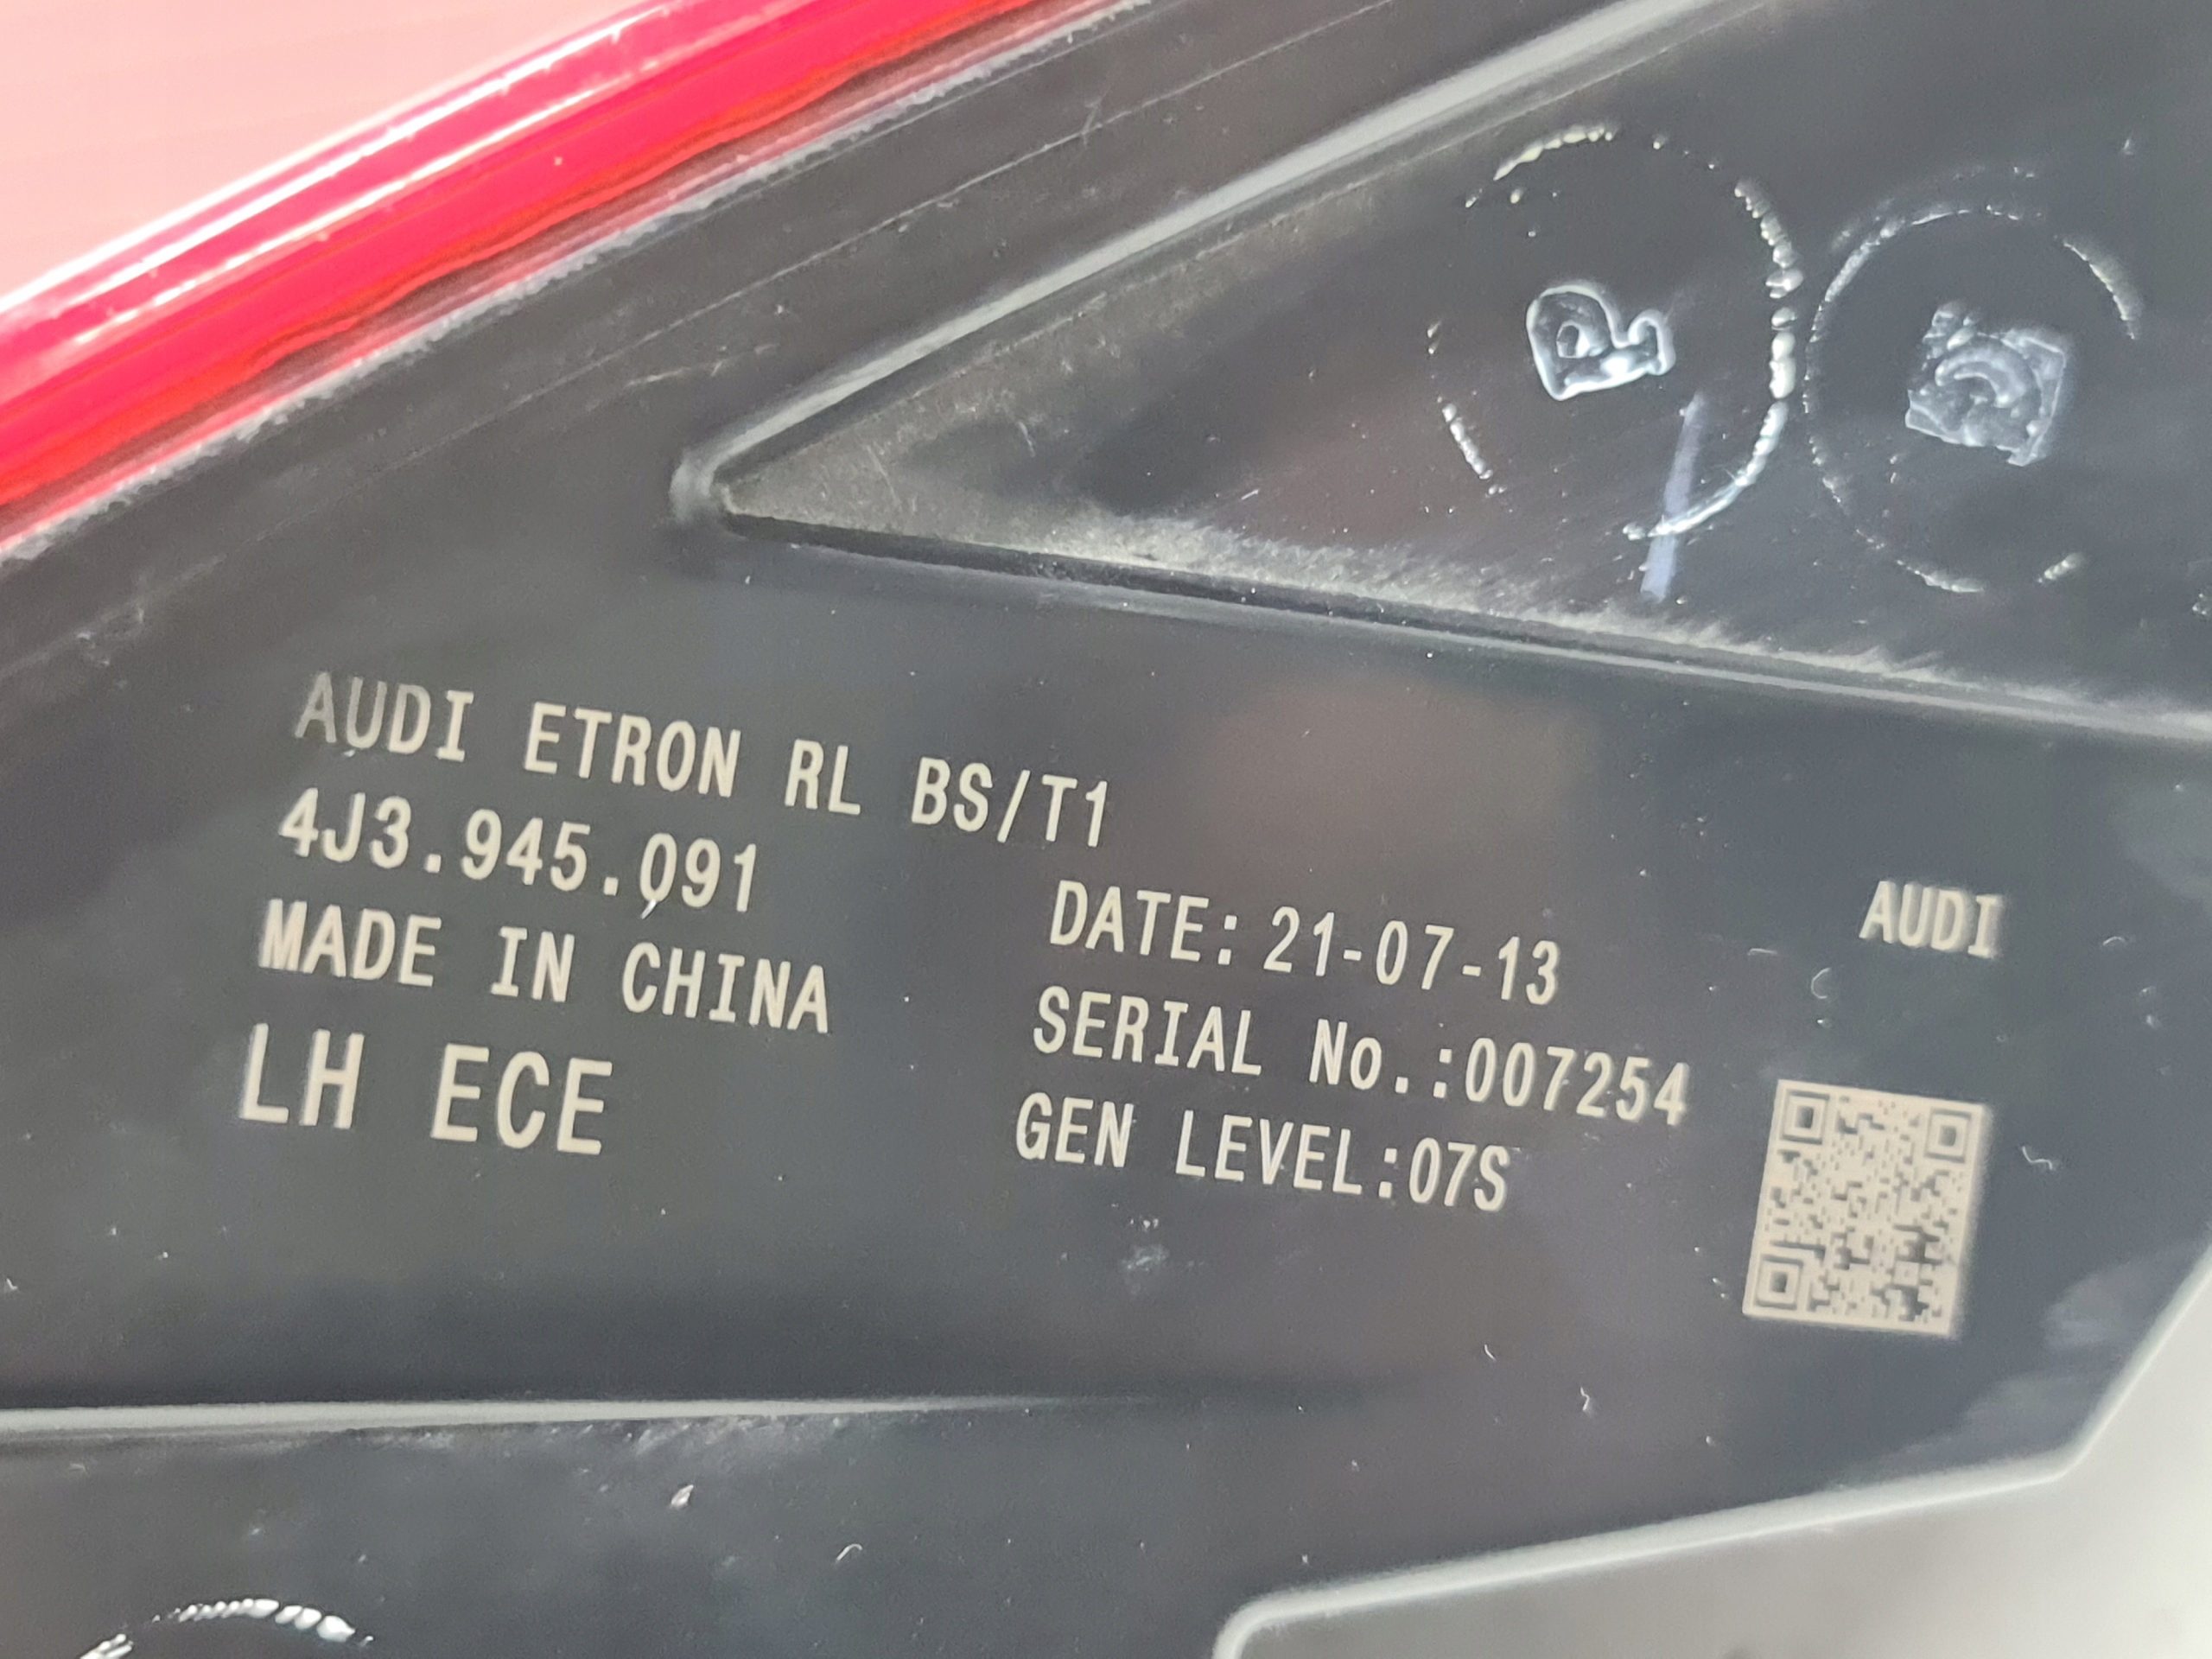 AUDI ETRON RL BS/T1
4J3.945.091
MADE IN CHINA
LH ECE
DATE: 21-07-13
SERIAL No.:007254
GEN LEVEL:07S
AUDI